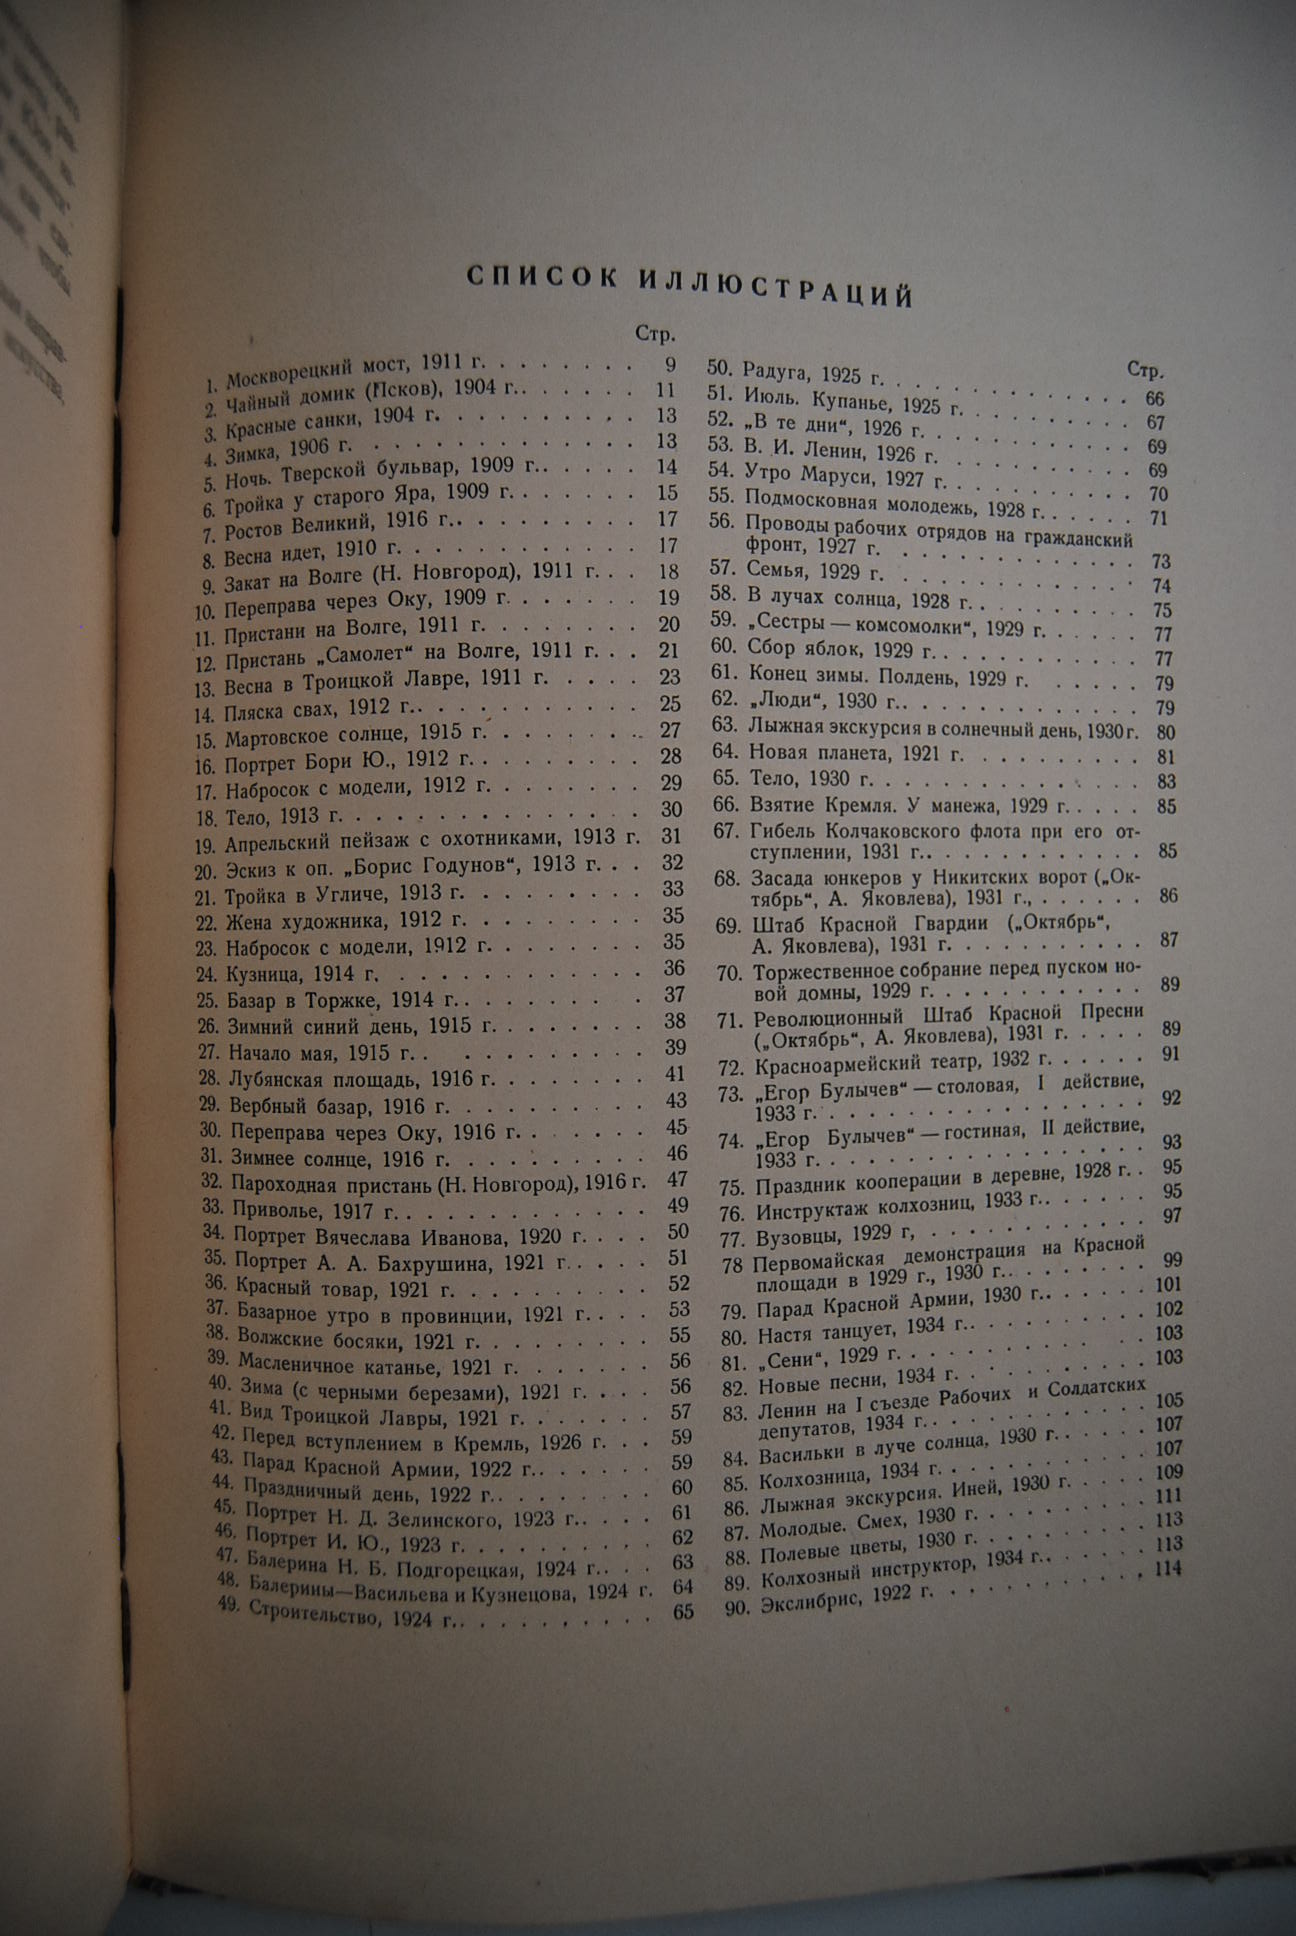 СПИСОК ИЛЛЮСТРАЦИЙ
Стр.
1. Москворецкий мост, 1911 г. . . . . . . . 9
2. Чайный домик (Псков), 1904 г. . . . . . . 11
3. Красные санки, 1904 г. . . . . . . . . . 13
4. Зимка, 1906 г. . . . . . . . . . . . . 13
5. Ночь. Тверской бульвар, 1909 г. . . . . . 14
6. Тройка у старого Яра, 1909 г. . . . . . . 15
7. Ростов Великий, 1916 г. . . . . . . . . . 17
8. Весна идет, 1910 г. . . . . . . . . . . 17
9. Закат на Волге (Н. Новгород), 1911 г. . . 18
10. Переправа через Оку, 1909 г. . . . . . . 19
11. Пристани на Волге, 1911 г. . . . . . . . 20
12. Пристань „Самолет“ на Волге, 1911 г. . . 21
13. Весна в Троицкой Лавре, 1911 г. . . . . 23
14. Пляска свах, 1912 г. . . . . . . . . . . 25
15. Мартовское солнце, 1915 г. . . . . . . . 27
16. Портрет Бори Ю., 1912 г. . . . . . . . . 28
17. Набросок с модели, 1912 г. . . . . . . . 29
18. Тело, 1913 г. . . . . . . . . . . . . . 30
19. Апрельский пейзаж с охотниками, 1913 г. 31
20. Эскиз к оп. „Борис Годунов“, 1913 г. . . 32
21. Тройка в Угличе, 1913 г. . . . . . . . . 33
22. Жена художника, 1912 г. . . . . . . . . 35
23. Набросок с модели, 1912 г. . . . . . . . 35
24. Кузница, 1914 г. . . . . . . . . . . . 36
25. Базар в Торжке, 1914 г. . . . . . . . . 37
26. Зимний синий день, 1915 г. . . . . . . . 38
27. Начало мая, 1915 г. . . . . . . . . . . 39
28. Лубянская площадь, 1916 г. . . . . . . . 41
29. Вербный базар, 1916 г. . . . . . . . . . 43
30. Переправа через Оку, 1916 г. . . . . . . 45
31. Зимнее солнце, 1916 г. . . . . . . . . . 46
32. Пароходная пристань (Н. Новгород), 1916 г. 47
33. Приволье, 1917 г. . . . . . . . . . . . 49
34. Портрет Вячеслава Иванова, 1920 г. . . . 50
35. Портрет А. А. Бахрушина, 1921 г. . . . . 51
36. Красный товар, 1921 г. . . . . . . . . . 52
37. Базарное утро в провинции, 1921 г. . . . 53
38. Волжские босяки, 1921 г. . . . . . . . . 55
39. Масленичное катанье, 1921 г. . . . . . . 56
40. Зима (с черными березами), 1921 г. . . . 56
41. Вид Троицкой Лавры, 1921 г. . . . . . . 57
42. Перед вступлением в Кремль, 1926 г. . . 59
43. Парад Красной Армии, 1922 г. . . . . . . 59
44. Праздничный день, 1922 г. . . . . . . . 60
45. Портрет Н. Д. Зелинского, 1923 г. . . . . 61
46. Портрет И. Ю., 1923 г. . . . . . . . . . 62
47. Балерина Н. Б. Подгорецкая, 1924 г. . . . 63
48. Балерины—Васильева и Кузнецова, 1924 г. 64
49. Строительство, 1924 г. . . . . . . . . . 65
Стр.
50. Радуга, 1925 г. . . . . . . . . . . . . 66
51. Июль. Купанье, 1925 г. . . . . . . . . . 67
52. „В те дни“, 1926 г. . . . . . . . . . . 69
53. В. И. Ленин, 1926 г. . . . . . . . . . . 69
54. Утро Маруси, 1927 г. . . . . . . . . . . 70
55. Подмосковная молодежь, 1928 г. . . . . . 71
56. Проводы рабочих отрядов на гражданский
фронт, 1927 г. . . . . . . . . . . . . 73
57. Семья, 1929 г. . . . . . . . . . . . . 74
58. В лучах солнца, 1928 г. . . . . . . . . 75
59. „Сестры — комсомолки“, 1929 г. . . . . . 77
60. Сбор яблок, 1929 г. . . . . . . . . . . 77
61. Конец зимы. Полдень, 1929 г. . . . . . 79
62. „Люди“, 1930 г. . . . . . . . . . . . . 79
63. Лыжная экскурсия в солнечный день, 1930 г. 80
64. Новая планета, 1921 г. . . . . . . . . . 81
65. Тело, 1930 г. . . . . . . . . . . . . . 83
66. Взятие Кремля. У манежа, 1929 г. . . . . 85
67. Гибель Колчаковского флота при его от-
ступлении, 1931 г. . . . . . . . . . . . 85
68. Засада юнкеров у Никитских ворот („Ок-
тябрь“, А. Яковлева), 1931 г., . . . . . . 86
69. Штаб Красной Гвардии („Октябрь“,
А. Яковлева), 1931 г. . . . . . . . . . . 87
70. Торжественное собрание перед пуском но-
вой домны, 1929 г. . . . . . . . . . . . 89
71. Революционный Штаб Красной Пресни
(„Октябрь“, А. Яковлева), 1931 г. . . . . 89
72. Красноармейский театр, 1932 г. . . . . . 91
73. „Егор Булычев“ — столовая, I действие,
1933 г. . . . . . . . . . . . . . . . . 92
74. „Егор Булычев“ — гостиная, II действие,
1933 г. . . . . . . . . . . . . . . . . 93
75. Праздник кооперации в деревне, 1928 г. . 95
76. Инструктаж колхозниц, 1933 г. . . . . . 95
77. Вузовцы, 1929 г, . . . . . . . . . . . 97
78 Первомайская демонстрация на Красной
площади в 1929 г., 1930 г. . . . . . . . 99
79. Парад Красной Армии, 1930 г. . . . . . . 101
80. Настя танцует, 1934 г. . . . . . . . . . 102
81. „Сени“, 1929 г. . . . . . . . . . . . . 103
82. Новые песни, 1934 г. . . . . . . . . . . 103
83. Ленин на I съезде Рабочих и Солдатских
депутатов, 1934 г. . . . . . . . . . . . 105
84. Васильки в луче солнца, 1930 г. . . . . . 107
85. Колхозница, 1934 г. . . . . . . . . . . 107
86. Лыжная экскурсия. Иней, 1930 г. . . . . 109
87. Молодые. Смех, 1930 г. . . . . . . . . . 111
88. Полевые цветы, 1930 г. . . . . . . . . . 113
89. Колхозный инструктор, 1934 г. . . . . . 113
90. Экслибрис, 1922 г. . . . . . . . . . . . 114